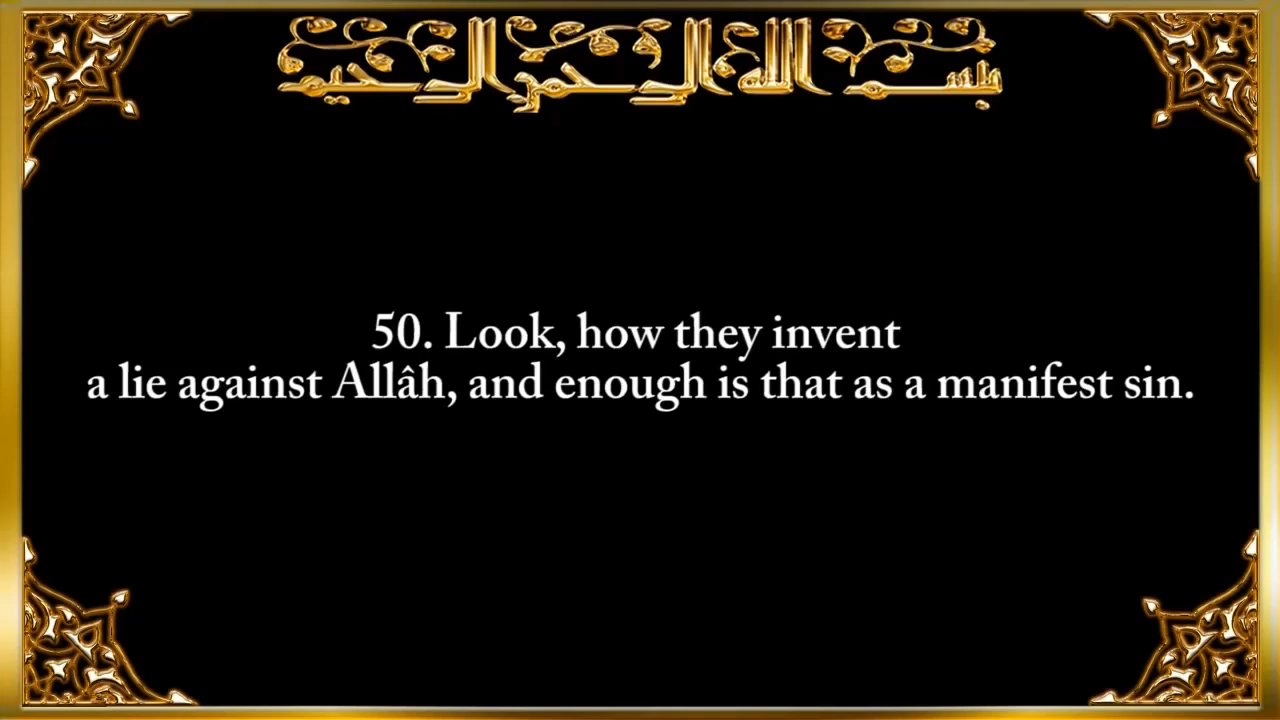 بسم الله الرحمن الرحيم
50. Look, how they invent
a lie against Allâh, and enough is that as a manifest sin.